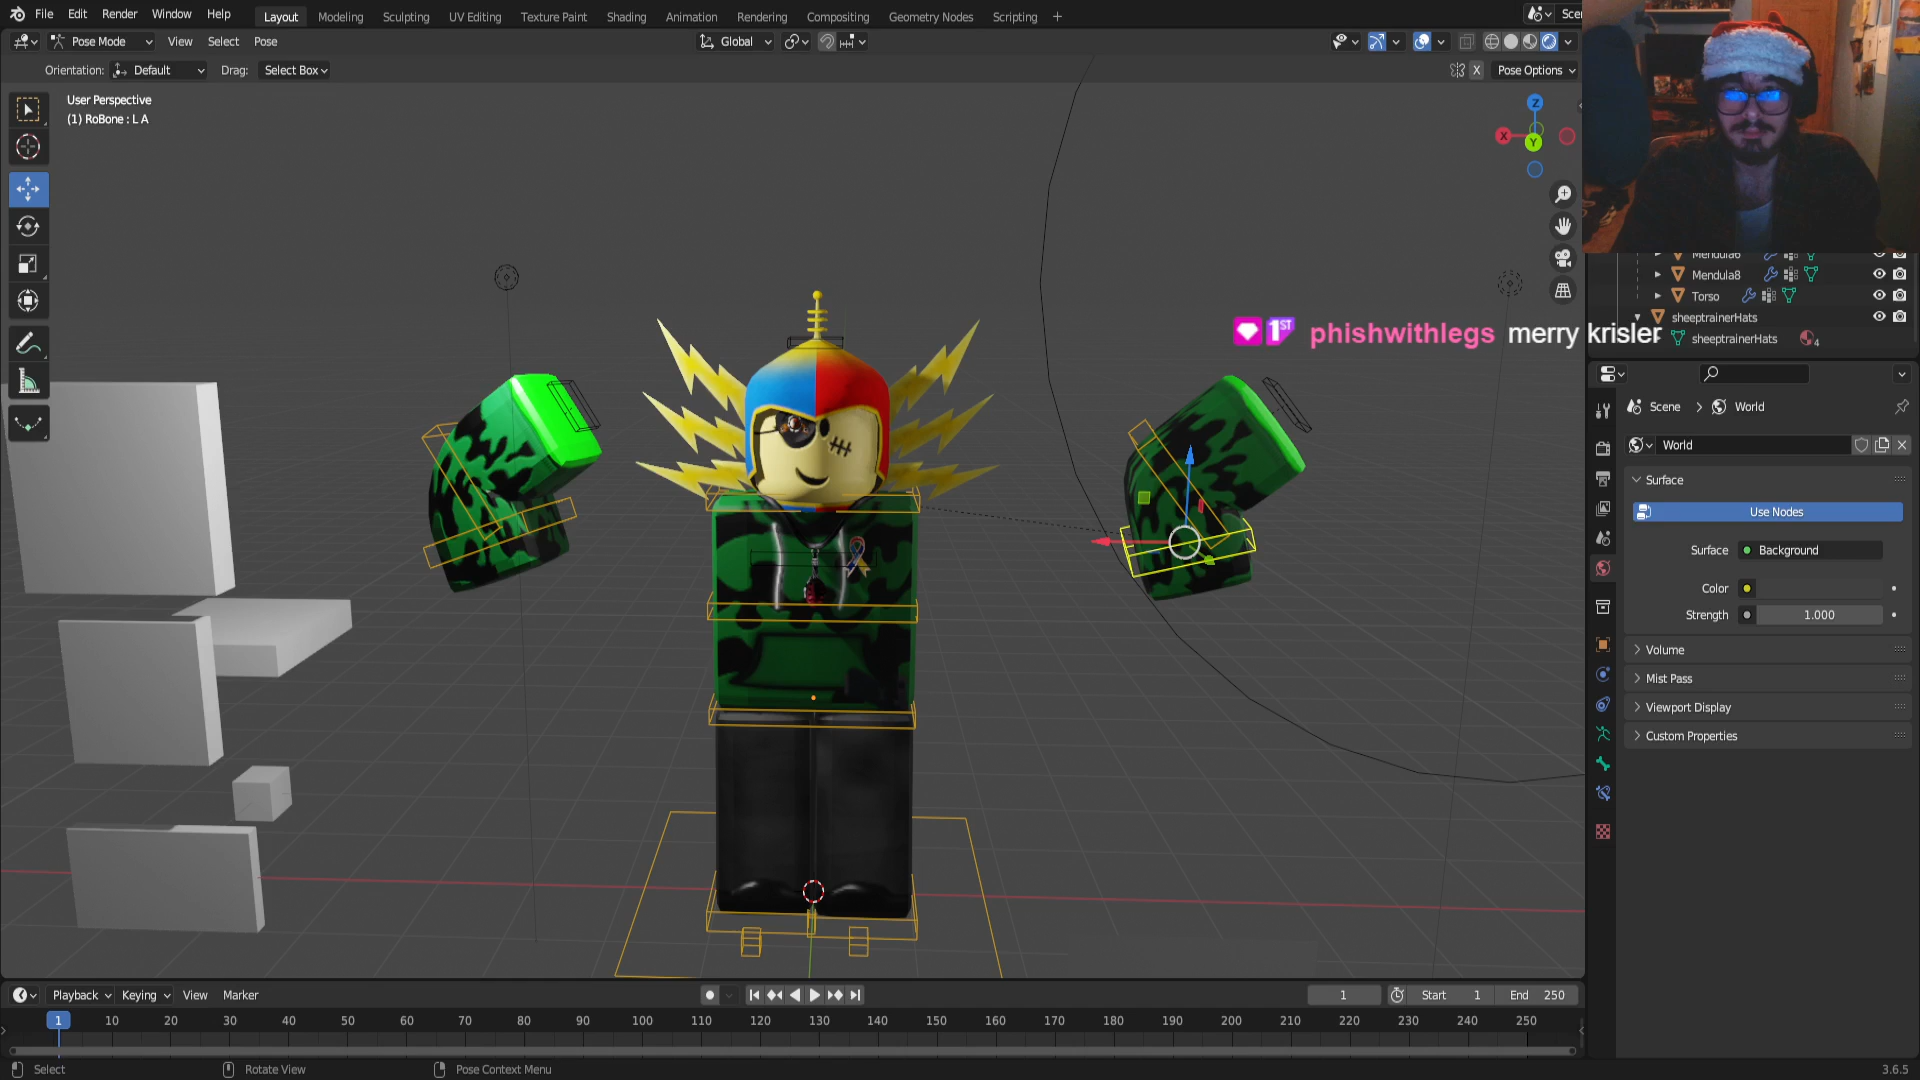 File Edit Render Window Help Layout Modeling Sculpting UV Editing Texture Paint Shading Animation Rendering Compositing Geometry Nodes Scripting + Scer
Pose Mode View Select Pose Global
Orientation: Default Drag: Select Box X Pose Options
User Perspective
(1) RoBone : L A
Z
X
Y
Mendula6
Mendula8
Torso
sheeptrainerHats
sheeptrainerHats 4
1ST phishwithlegs merry krisler
Scene > World
World
Surface
Use Nodes
Surface Background
Color
Strength 1.000
Volume
Mist Pass
Viewport Display
Custom Properties
Playback Keying View Marker 1 Start 1 End 250
1 10 20 30 40 50 60 70 80 90 100 110 120 130 140 150 160 170 180 190 200 210 220 230 240 250
Select Rotate View Pose Context Menu 3.6.5